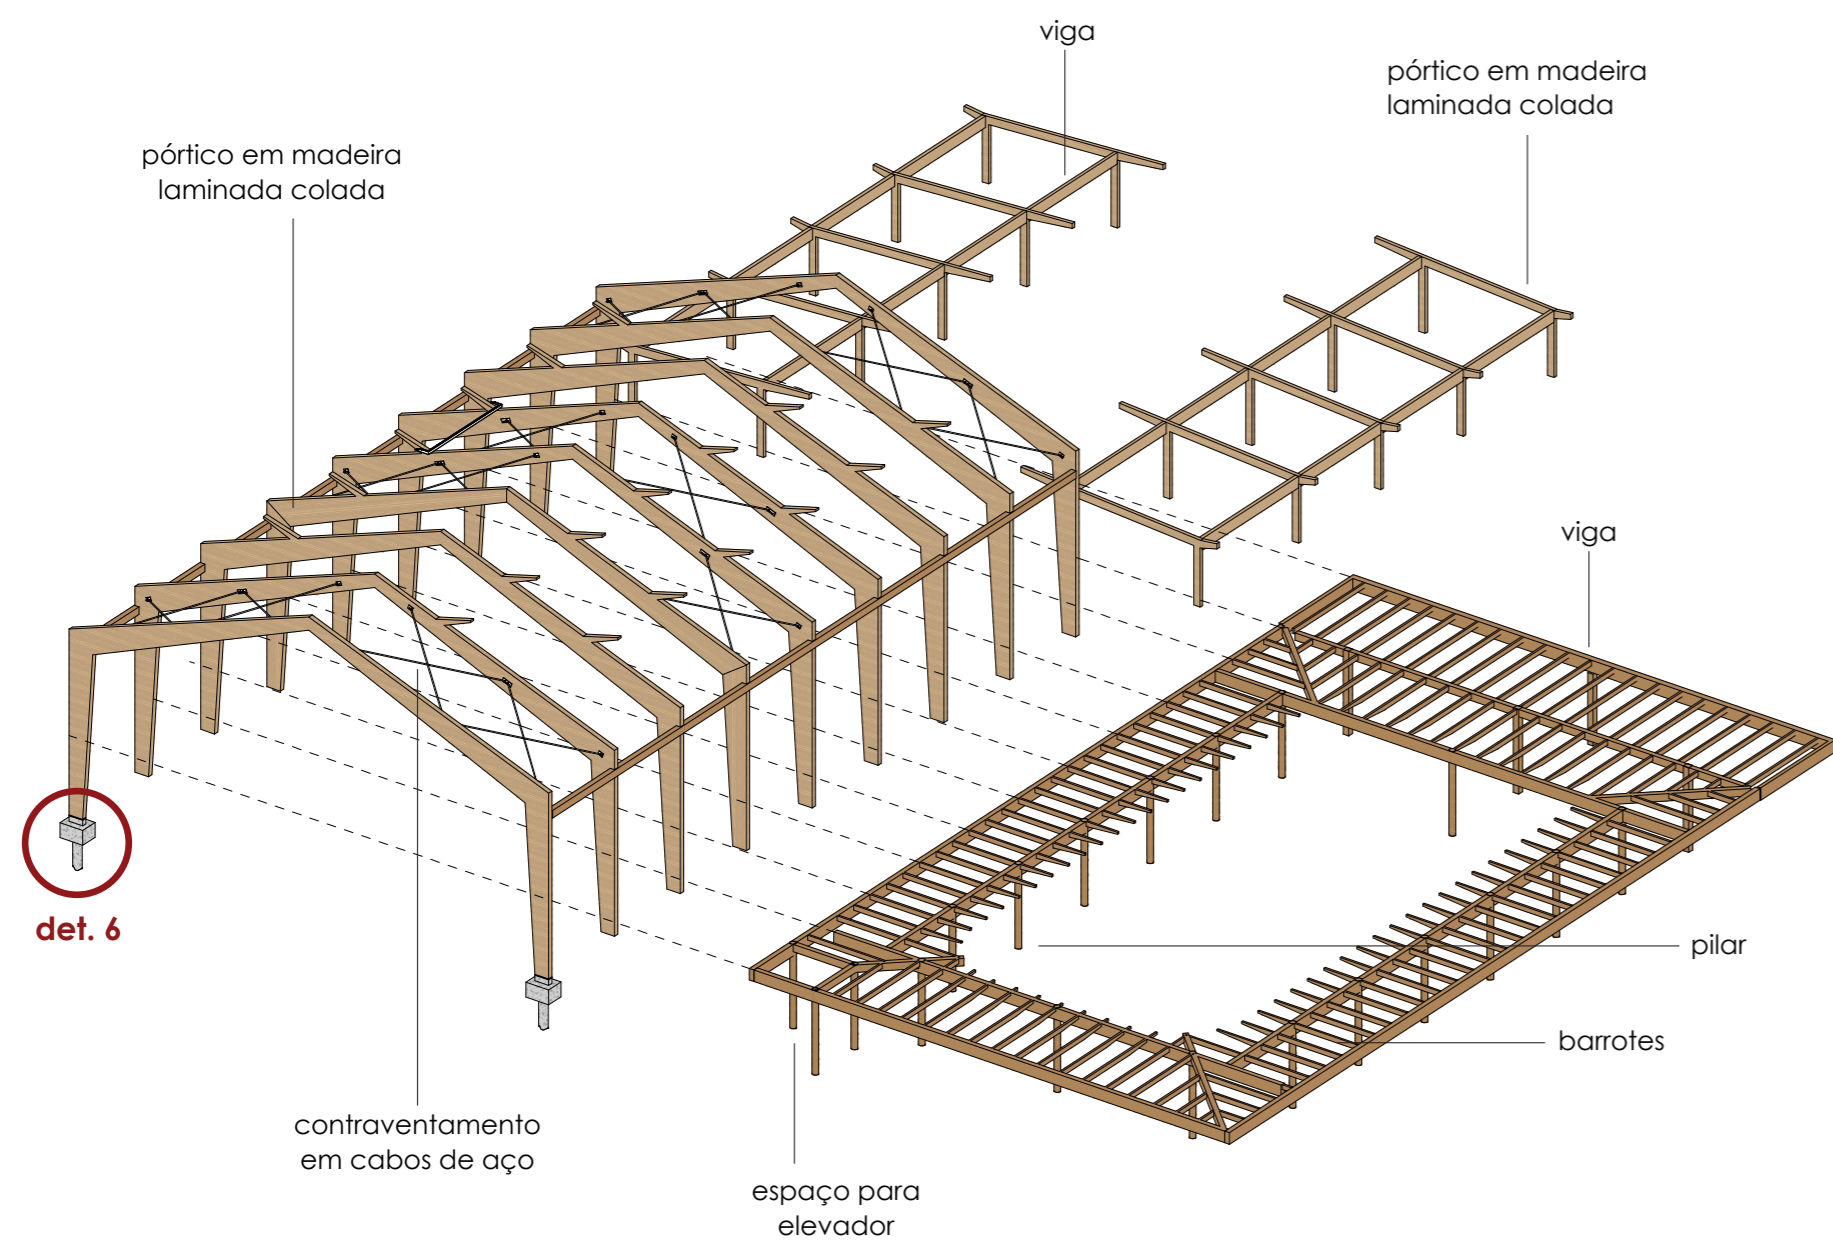 viga
pórtico em madeira
laminada colada
pórtico em madeira
laminada colada
viga
det. 6
pilar
barrotes
contraventamento
em cabos de aço
espaço para
elevador